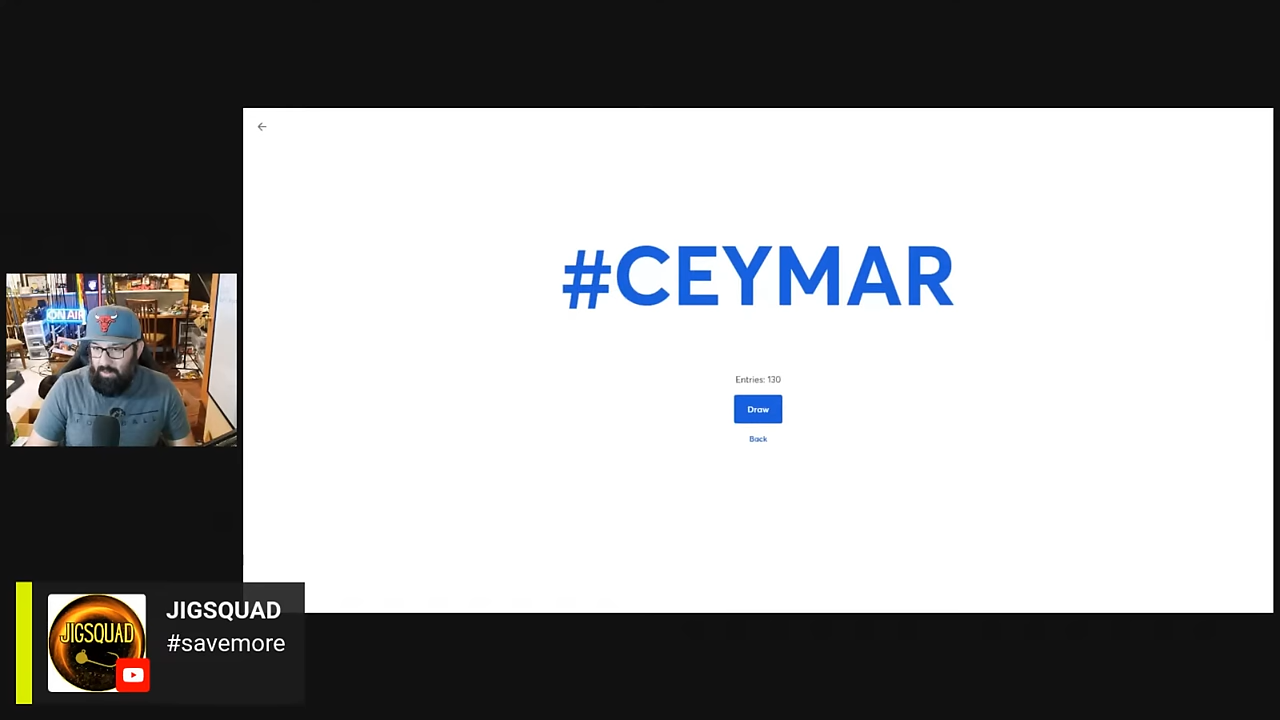 ←
#CEYMAR
Entries: 130
Draw
Back
ON AIR
JIGSQUAD
JIGSQUAD
#savemore